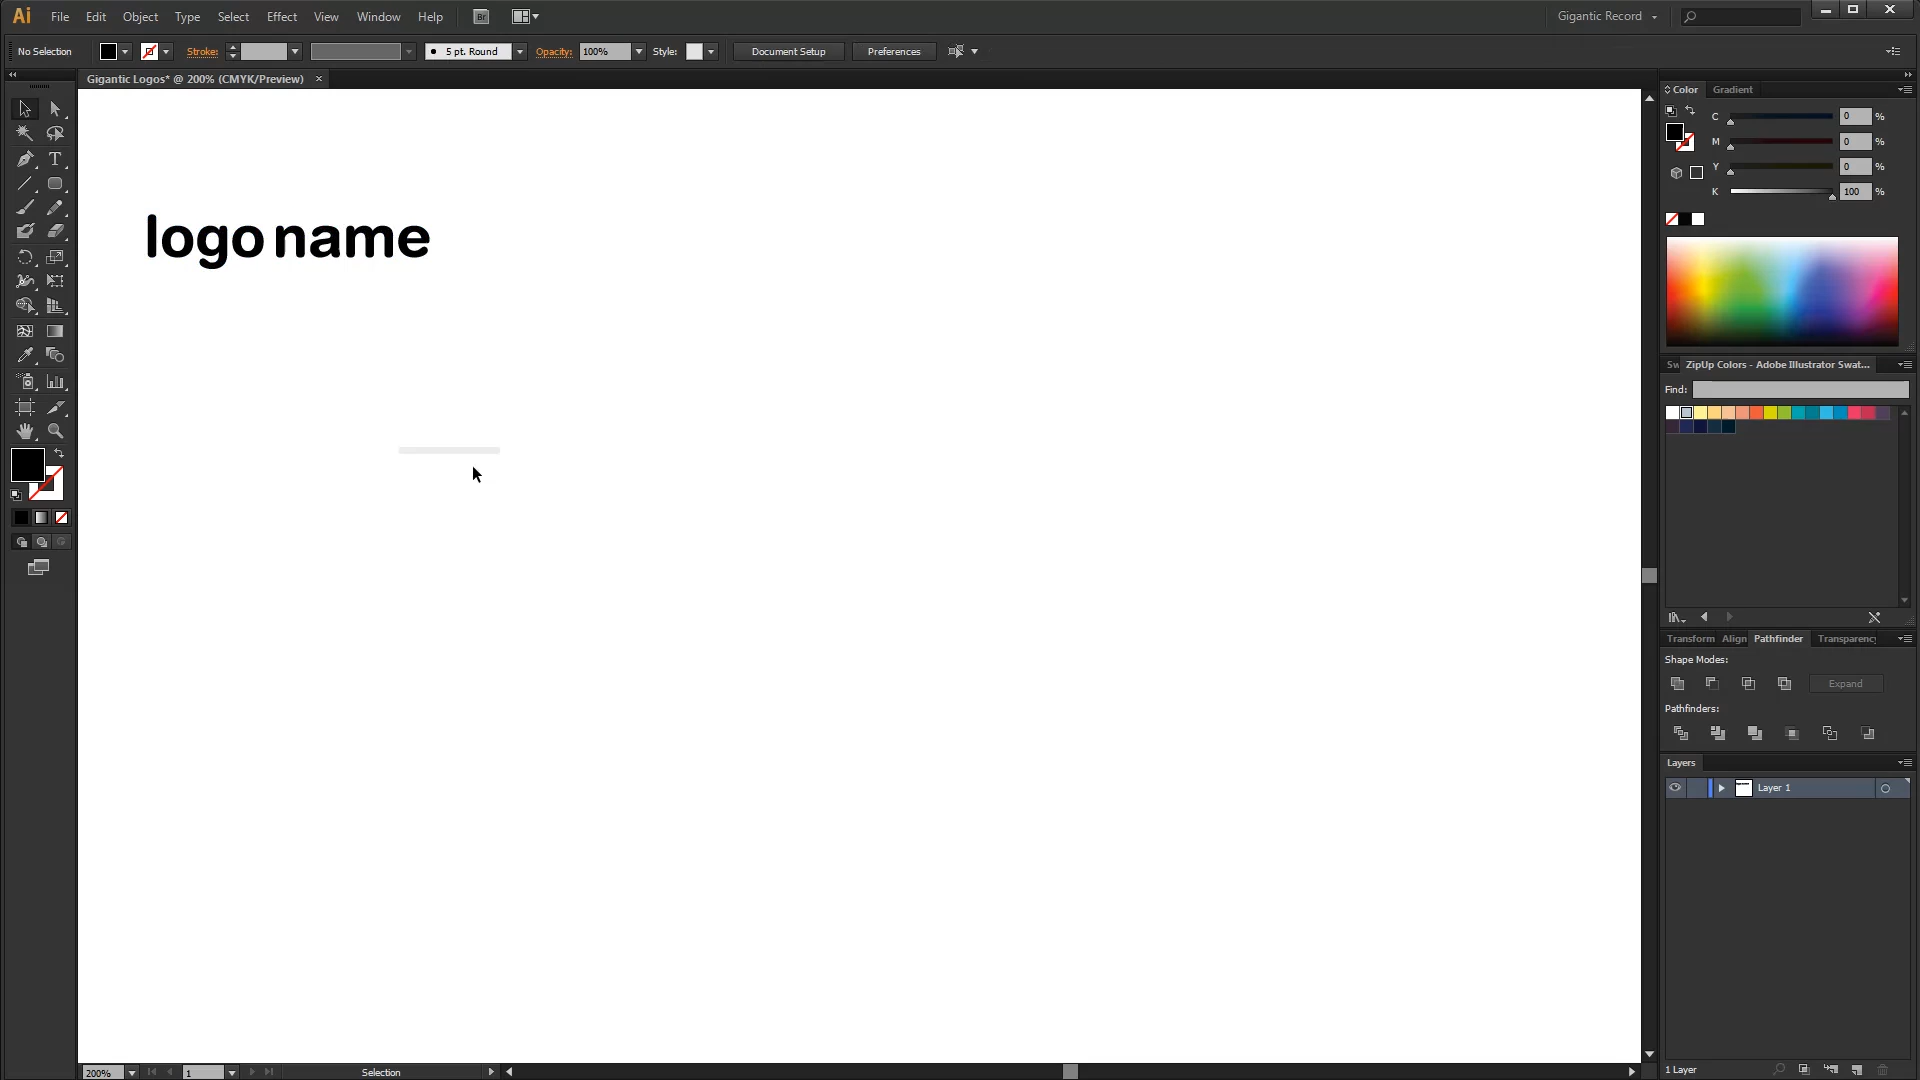 Ai File Edit Object Type Select Effect View Window Help Br Gigantic Record
No Selection Stroke: 5 pt. Round Opacity: 100% Style: Document Setup Preferences
Gigantic Logos* @ 200% (CMYK/Preview)
logo name
Color Gradient
C 0 %
M 0 %
Y 0 %
K 100 %
Sw ZipUp Colors - Adobe Illustrator Swat...
Find:
Transform Align Pathfinder Transparency
Shape Modes:
Expand
Pathfinders:
Layers
Layer 1
1 Layer
200% 1 Selection